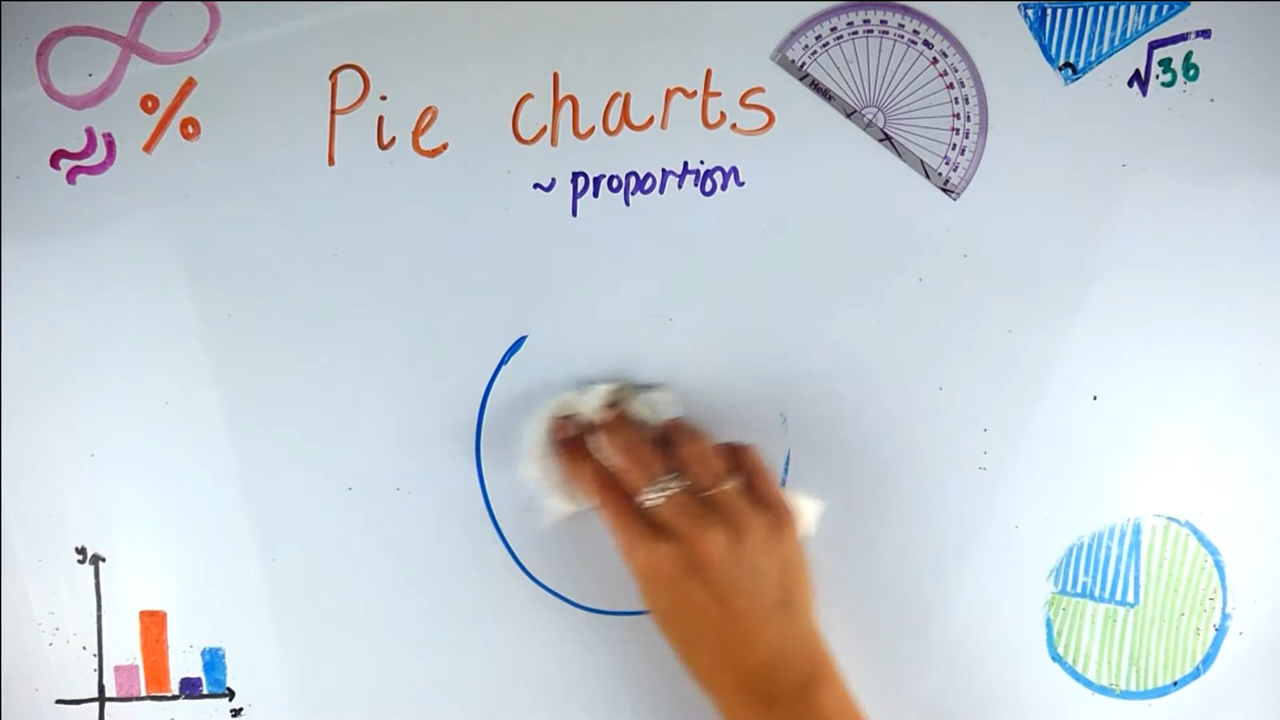 %
≈
Pie charts
~ proportion
Helix
√36
y
x